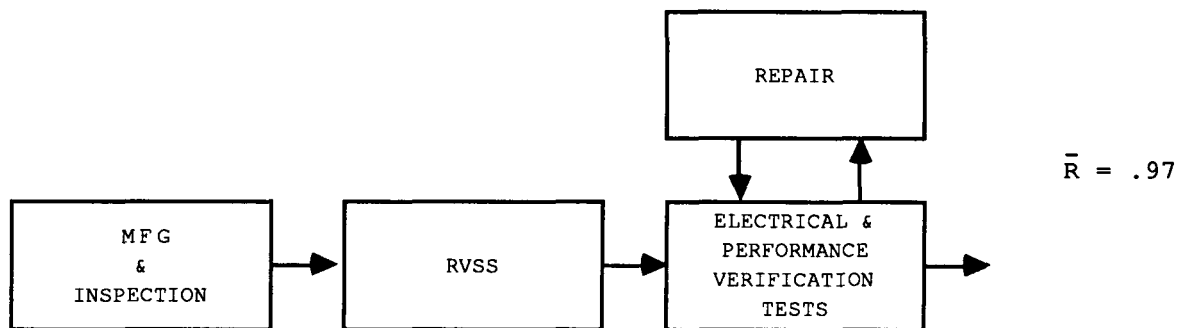 REPAIR
R̄ = .97
MFG
&
INSPECTION
RVSS
ELECTRICAL &
PERFORMANCE
VERIFICATION
TESTS